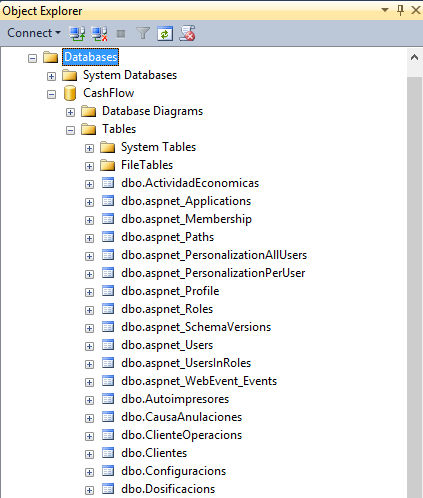 Object Explorer
Connect
Databases
System Databases
CashFlow
Database Diagrams
Tables
System Tables
FileTables
dbo.ActividadEconomicas
dbo.aspnet_Applications
dbo.aspnet_Membership
dbo.aspnet_Paths
dbo.aspnet_PersonalizationAllUsers
dbo.aspnet_PersonalizationPerUser
dbo.aspnet_Profile
dbo.aspnet_Roles
dbo.aspnet_SchemaVersions
dbo.aspnet_Users
dbo.aspnet_UsersInRoles
dbo.aspnet_WebEvent_Events
dbo.Autoimpresores
dbo.CausaAnulaciones
dbo.ClienteOperacions
dbo.Clientes
dbo.Configuracions
dbo.Dosificacions